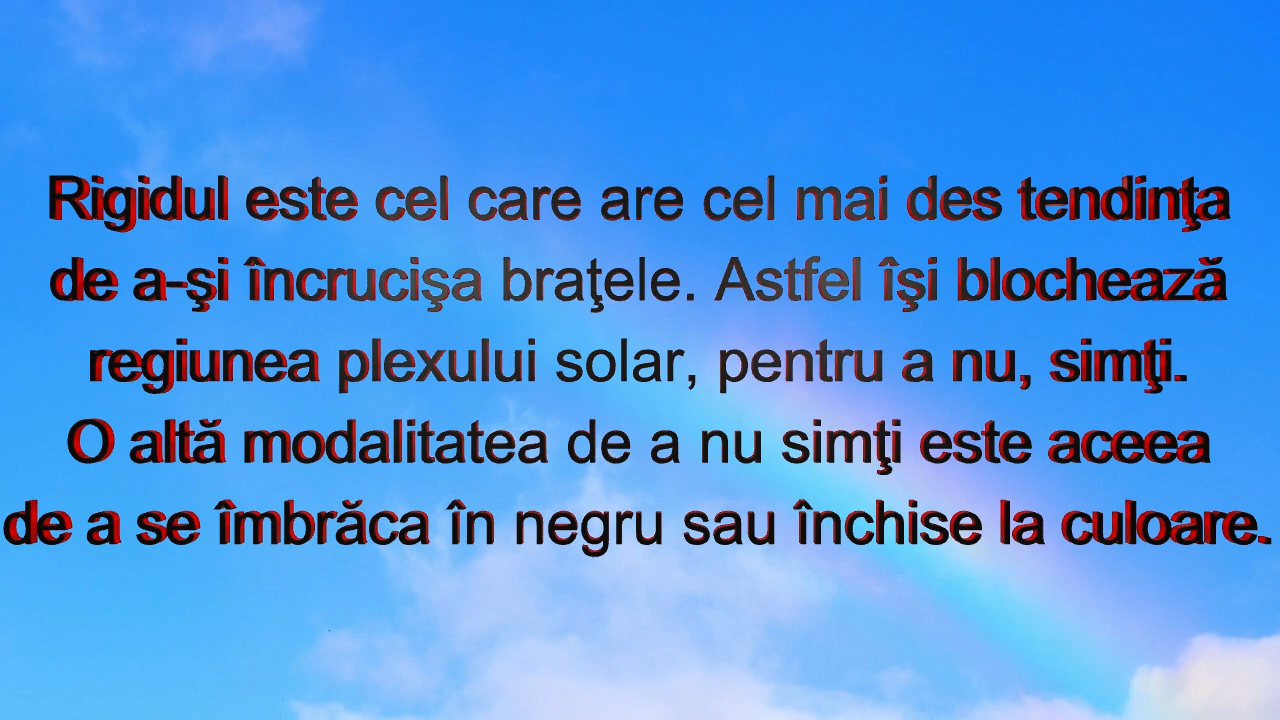 Rigidul este cel care are cel mai des tendinţa
de a-şi încrucişa braţele. Astfel îşi blochează
regiunea plexului solar, pentru a nu, simţi.
O altă modalitatea de a nu simţi este aceea
de a se îmbrăca în negru sau închise la culoare.